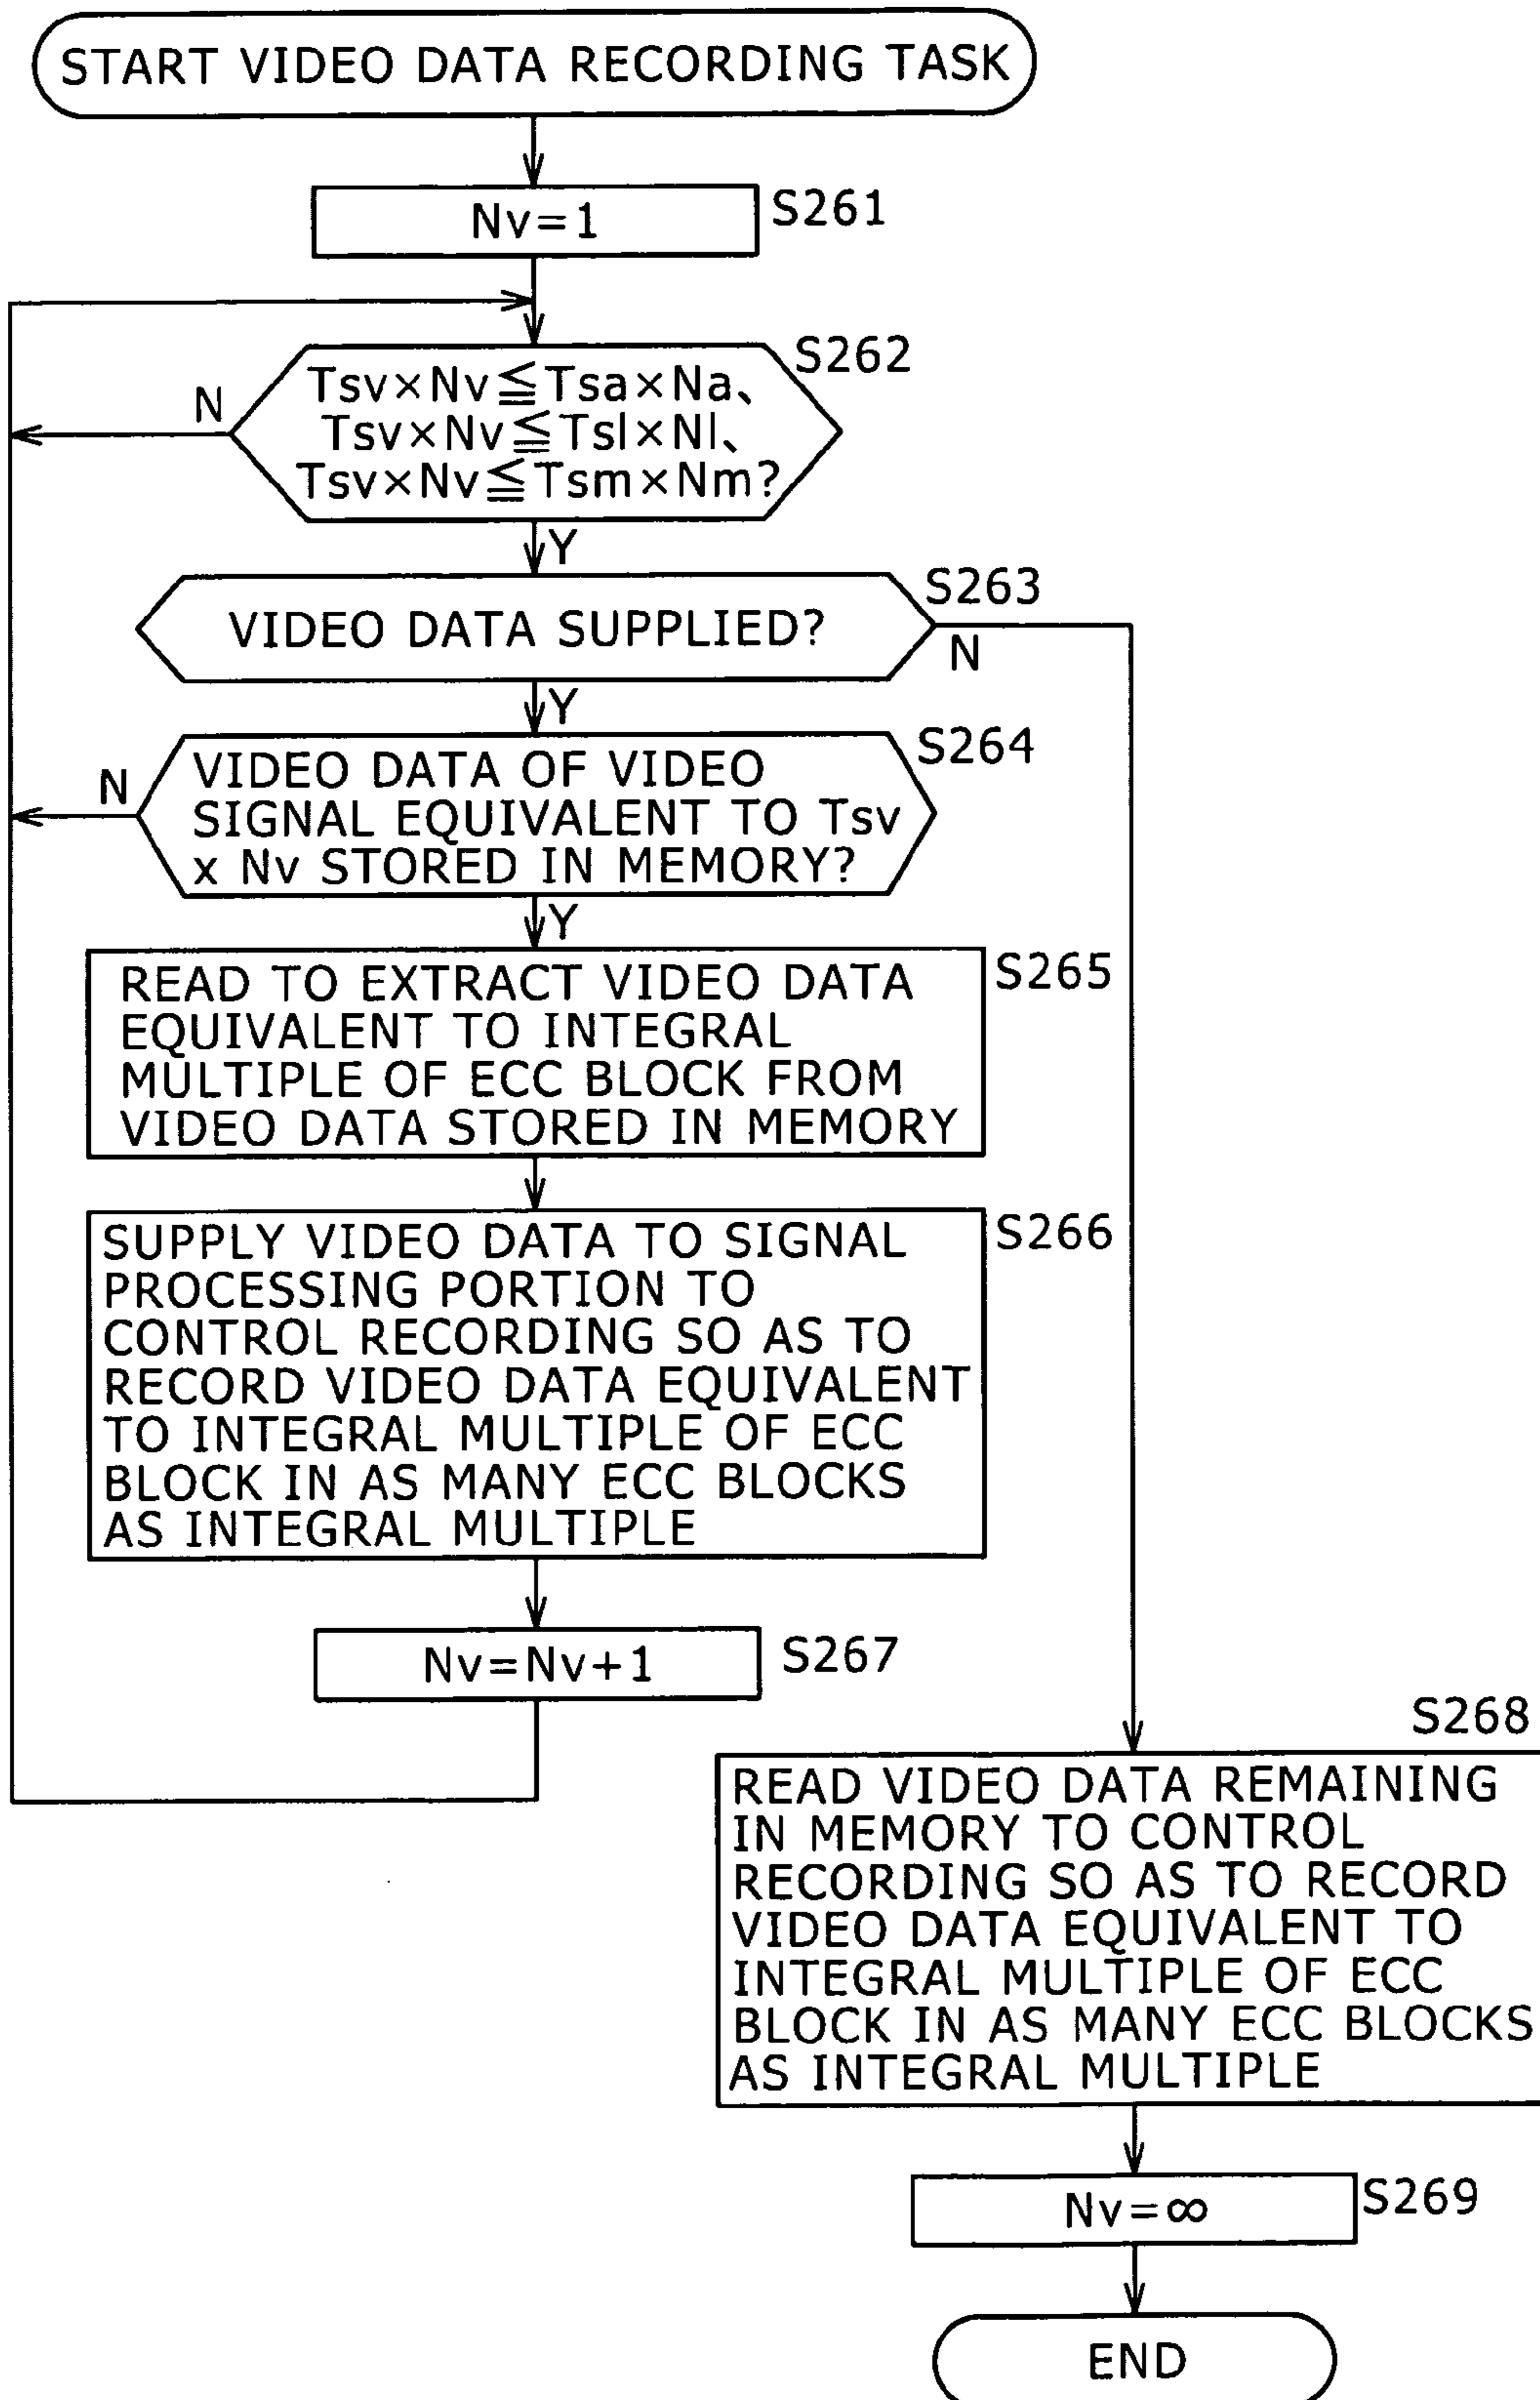 START VIDEO DATA RECORDING TASK
Nv=1
S261
S262
Tsv×Nv≦Tsa×Na、
Tsv×Nv≦Tsl×Nl、
Tsv×Nv≦Tsm×Nm?
N
Y
S263
VIDEO DATA SUPPLIED?
N
Y
S264
VIDEO DATA OF VIDEO
SIGNAL EQUIVALENT TO Tsv
x Nv STORED IN MEMORY?
N
Y
S265
READ TO EXTRACT VIDEO DATA
EQUIVALENT TO INTEGRAL
MULTIPLE OF ECC BLOCK FROM
VIDEO DATA STORED IN MEMORY
S266
SUPPLY VIDEO DATA TO SIGNAL
PROCESSING PORTION TO
CONTROL RECORDING SO AS TO
RECORD VIDEO DATA EQUIVALENT
TO INTEGRAL MULTIPLE OF ECC
BLOCK IN AS MANY ECC BLOCKS
AS INTEGRAL MULTIPLE
Nv=Nv+1
S267
S268
READ VIDEO DATA REMAINING
IN MEMORY TO CONTROL
RECORDING SO AS TO RECORD
VIDEO DATA EQUIVALENT TO
INTEGRAL MULTIPLE OF ECC
BLOCK IN AS MANY ECC BLOCKS
AS INTEGRAL MULTIPLE
Nv=∞
S269
END